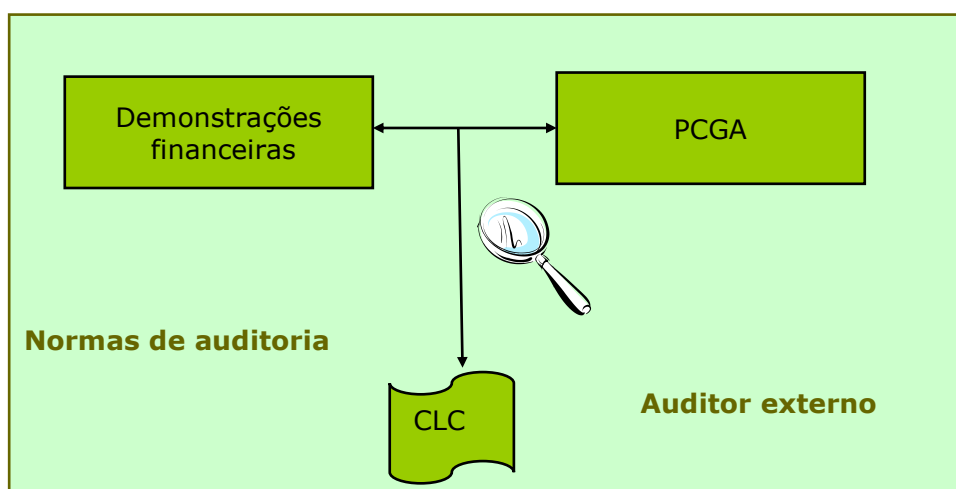 Demonstrações
financeiras
PCGA
Normas de auditoria
Auditor externo
CLC